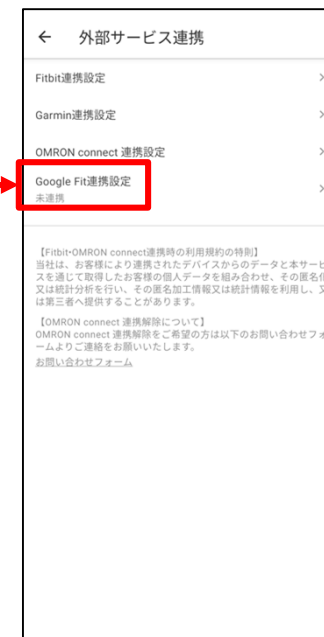 ← 外部サービス連携
Fitbit連携設定
Garmin連携設定
OMRON connect 連携設定
Google Fit連携設定
未連携
【Fitbit・OMRON connect連携時の利用規約の特則】
当社は、お客様により連携されたデバイスからのデータと本サービ
スを通じて取得したお客様の個人データを組み合わせ、その匿名化
又は統計分析を行い、その匿名加工情報又は統計情報を利用し、又
は第三者へ提供することがあります。
【OMRON connect 連携解除について】
OMRON connect 連携解除をご希望の方は以下のお問い合わせフォ
ームよりご連絡をお願いいたします。
お問い合わせフォーム